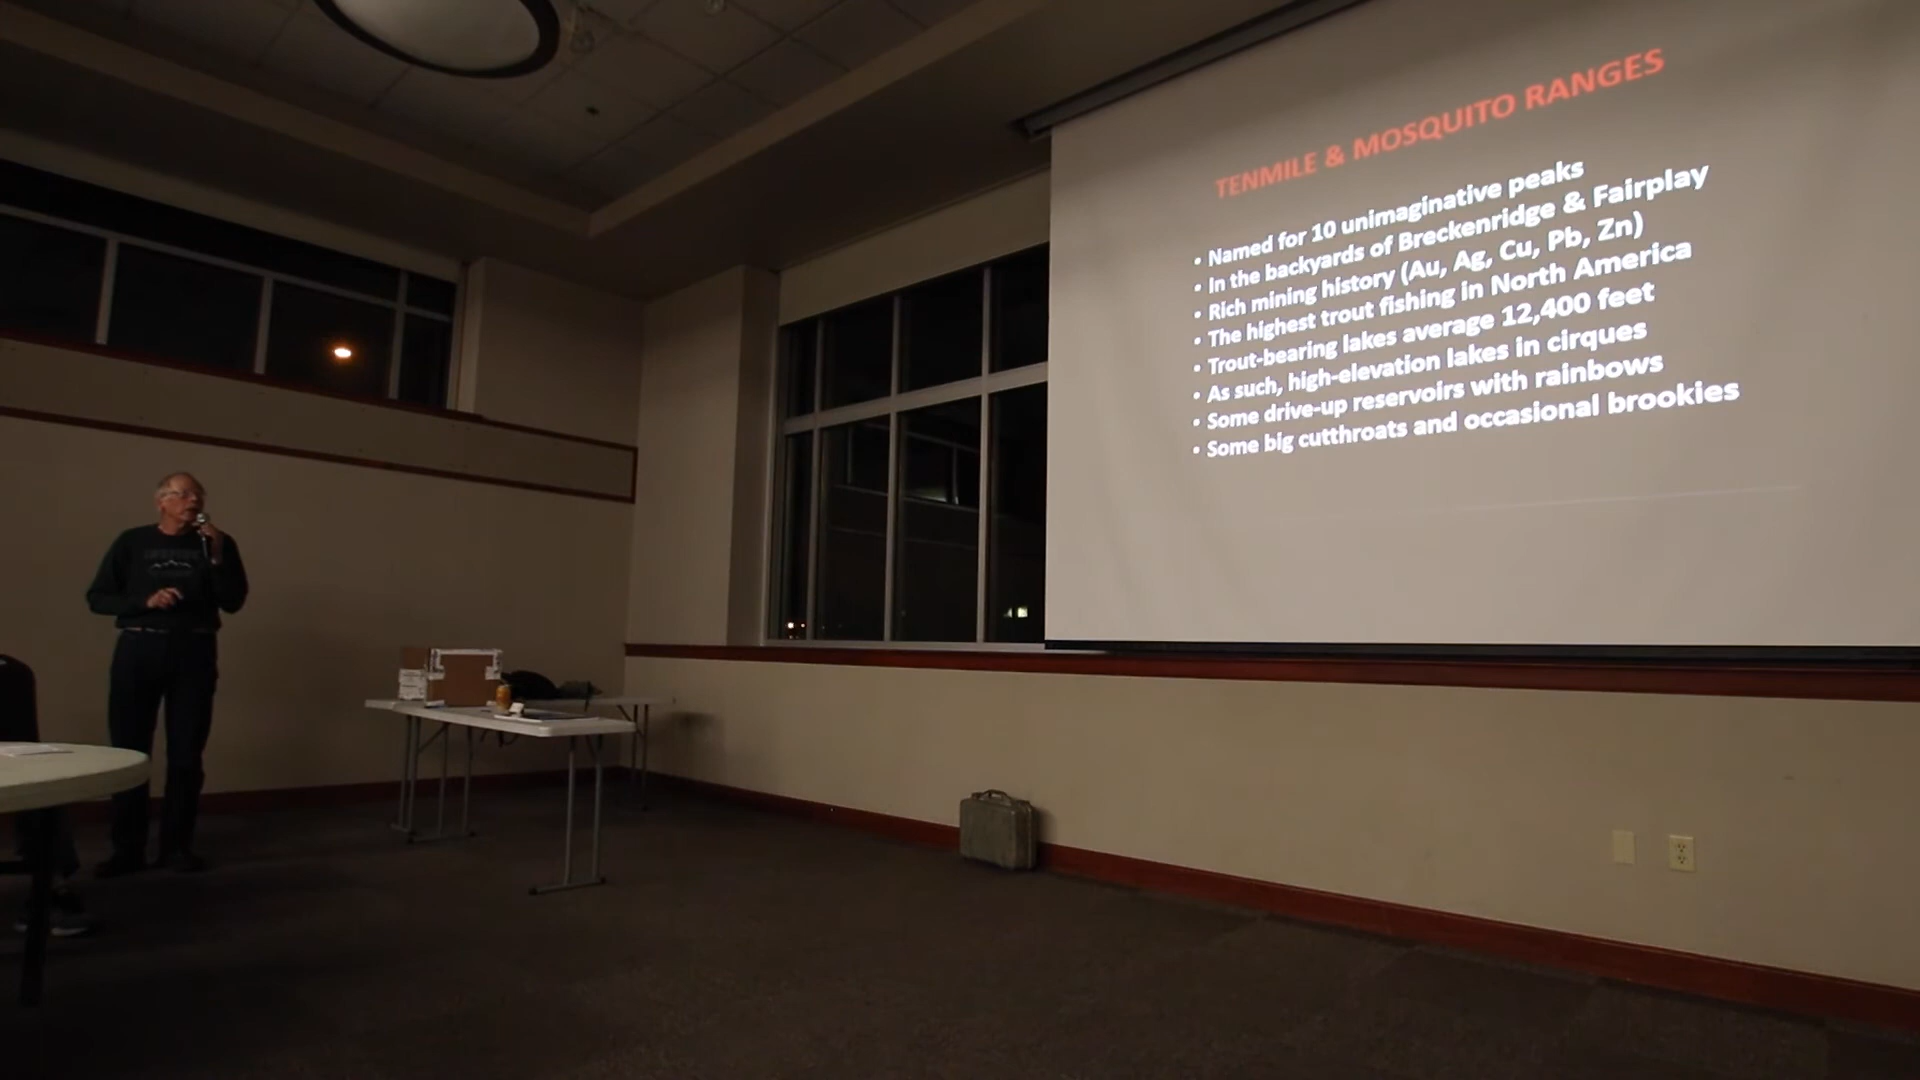 TENMILE & MOSQUITO RANGES
• Named for 10 unimaginative peaks
• In the backyards of Breckenridge & Fairplay
• Rich mining history (Au, Ag, Cu, Pb, Zn)
• The highest trout fishing in North America
• Trout-bearing lakes average 12,400 feet
• As such, high-elevation lakes in cirques
• Some drive-up reservoirs with rainbows
• Some big cutthroats and occasional brookies